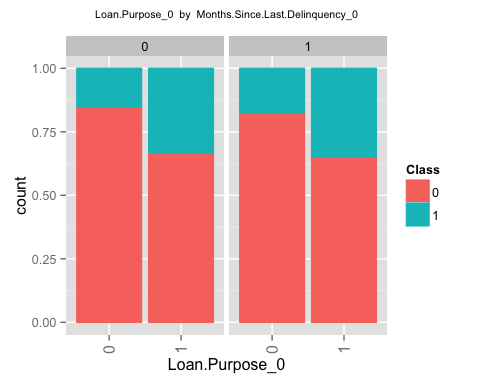 Loan.Purpose_0 by Months.Since.Last.Delinquency_0
0 1
1.00
0.75
0.50
0.25
0.00
count
0 1 0 1
Loan.Purpose_0
Class
0
1